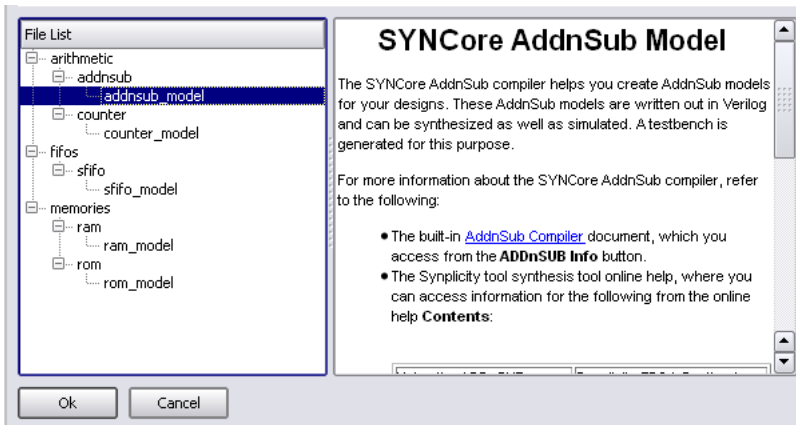 File List
arithmetic
addnsub
addnsub_model
counter
counter_model
fifos
sfifo
sfifo_model
memories
ram
ram_model
rom
rom_model
SYNCore AddnSub Model
The SYNCore AddnSub compiler helps you create AddnSub models
for your designs. These AddnSub models are written out in Verilog
and can be synthesized as well as simulated. A testbench is
generated for this purpose.
For more information about the SYNCore AddnSub compiler, refer
to the following:
● The built-in AddnSub Compiler document, which you
access from the ADDnSUB Info button.
● The Synplicity tool synthesis tool online help, where you
can access information for the following from the online
help Contents:
Ok
Cancel